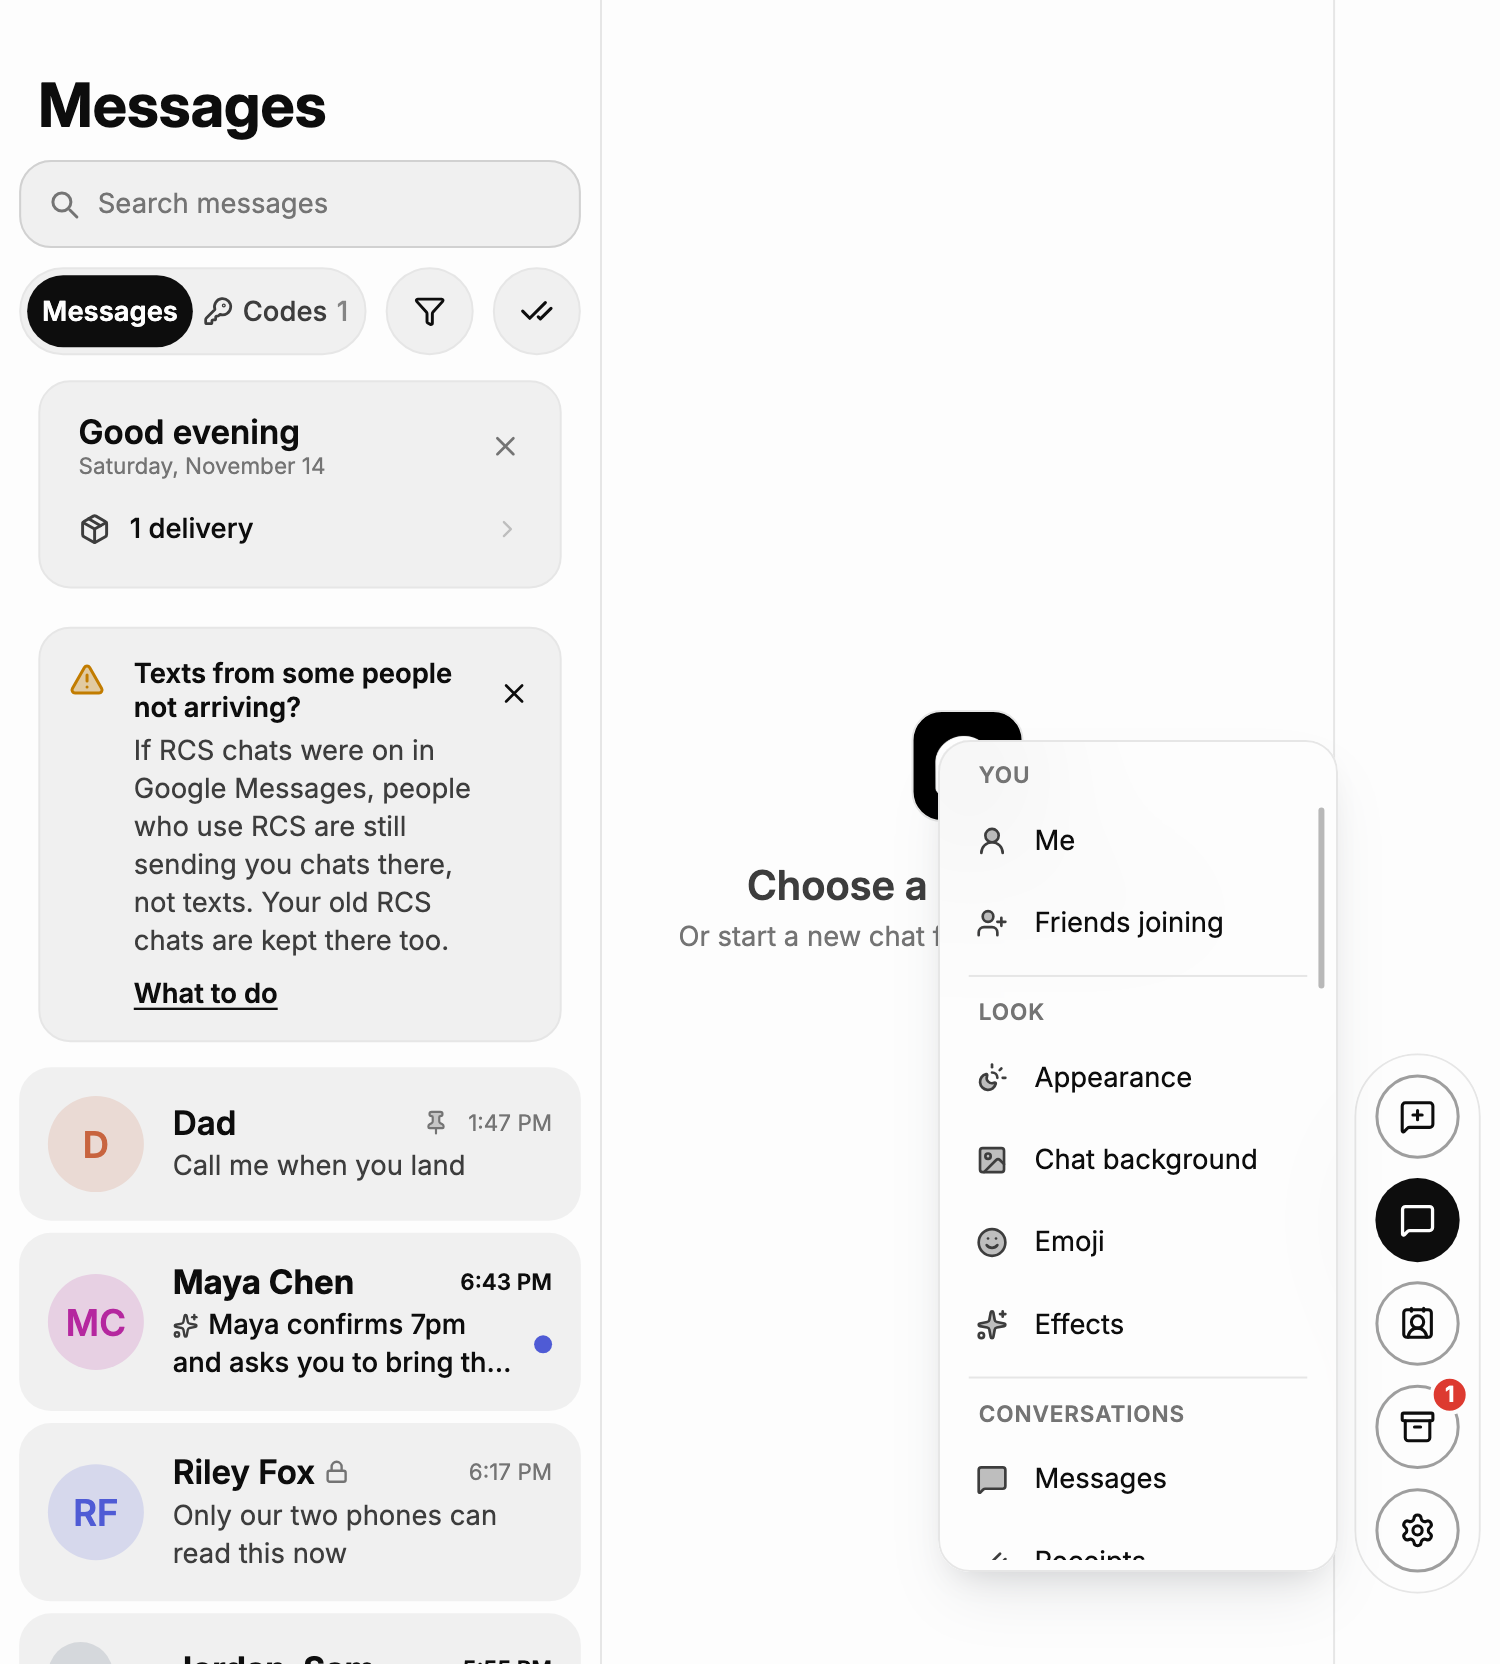 Messages
Search messages
Messages
Codes 1
Good evening
Saturday, November 14
1 delivery
Texts from some people
not arriving?
If RCS chats were on in
Google Messages, people
who use RCS are still
sending you chats there,
not texts. Your old RCS
chats are kept there too.
What to do
D
Dad
1:47 PM
Call me when you land
MC
Maya Chen
6:43 PM
Maya confirms 7pm
and asks you to bring th...
RF
Riley Fox
6:17 PM
Only our two phones can
read this now
Choose a
Or start a new chat
YOU
Me
Friends joining
LOOK
Appearance
Chat background
Emoji
Effects
CONVERSATIONS
Messages
Receipts
1